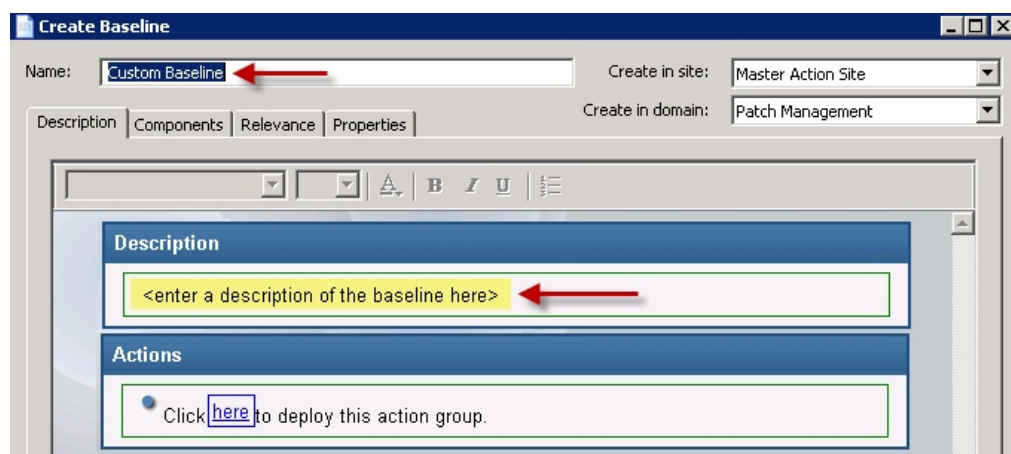 Create Baseline
Name: Custom Baseline Create in site: Master Action Site
Create in domain: Patch Management
Description Components Relevance Properties
A B I U
Description
<enter a description of the baseline here>
Actions
Click here to deploy this action group.